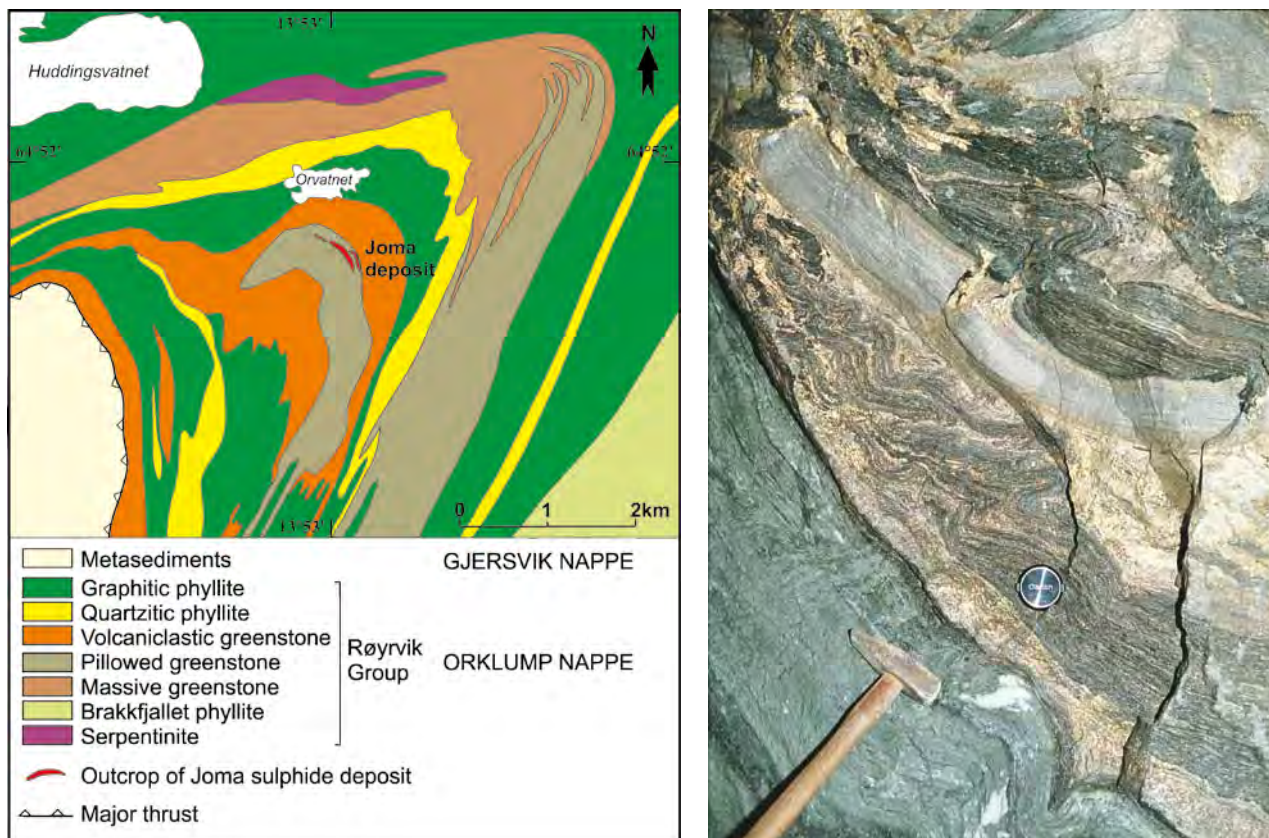 13°53'
N
Huddingsvatnet
64°52'
64°52'
Orvatnet
Joma
deposit
13°53'
0
1
2km
Metasediments
GJERSVIK NAPPE
Graphitic phyllite
Quartzitic phyllite
Volcaniclastic greenstone
Pillowed greenstone
Røyrvik
Group
ORKLUMP NAPPE
Massive greenstone
Brakkfjallet phyllite
Serpentinite
Outcrop of Joma sulphide deposit
Major thrust